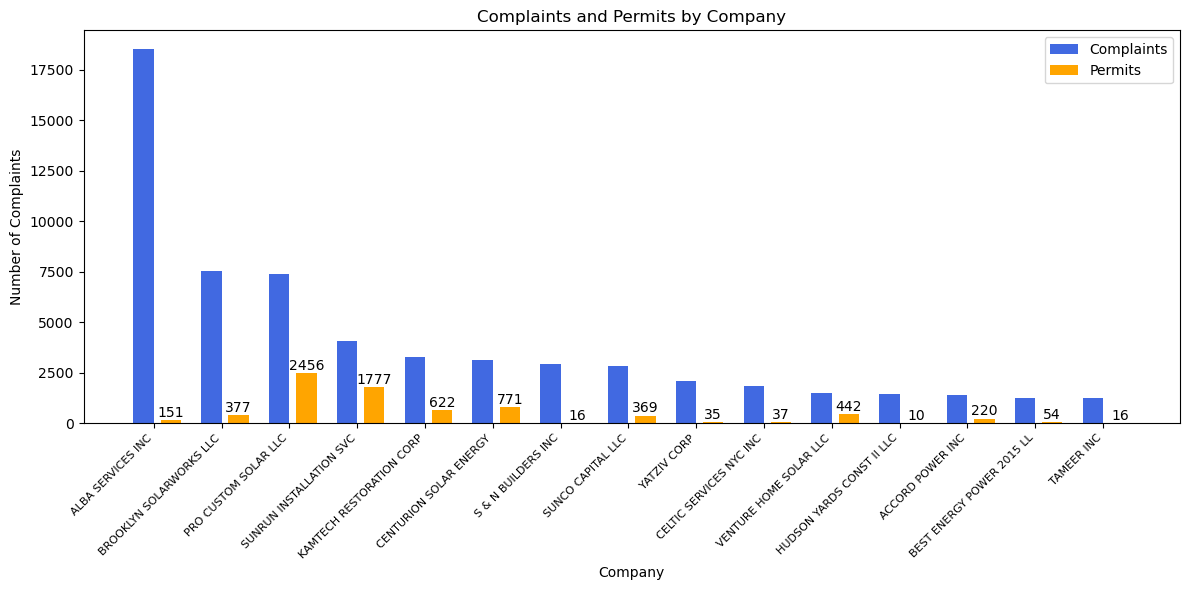 Complaints and Permits by Company
Complaints
Permits
Number of Complaints
17500
15000
12500
10000
7500
5000
2500
0
151
377
2456
1777
622
771
16
369
35
37
442
10
220
54
16
ALBA SERVICES INC
BROOKLYN SOLARWORKS LLC
PRO CUSTOM SOLAR LLC
SUNRUN INSTALLATION SVC
KAMTECH RESTORATION CORP
CENTURION SOLAR ENERGY
S & N BUILDERS INC
SUNCO CAPITAL LLC
YATZIV CORP
CELTIC SERVICES NYC INC
VENTURE HOME SOLAR LLC
HUDSON YARDS CONST II LLC
ACCORD POWER INC
BEST ENERGY POWER 2015 LL
TAMEER INC
Company